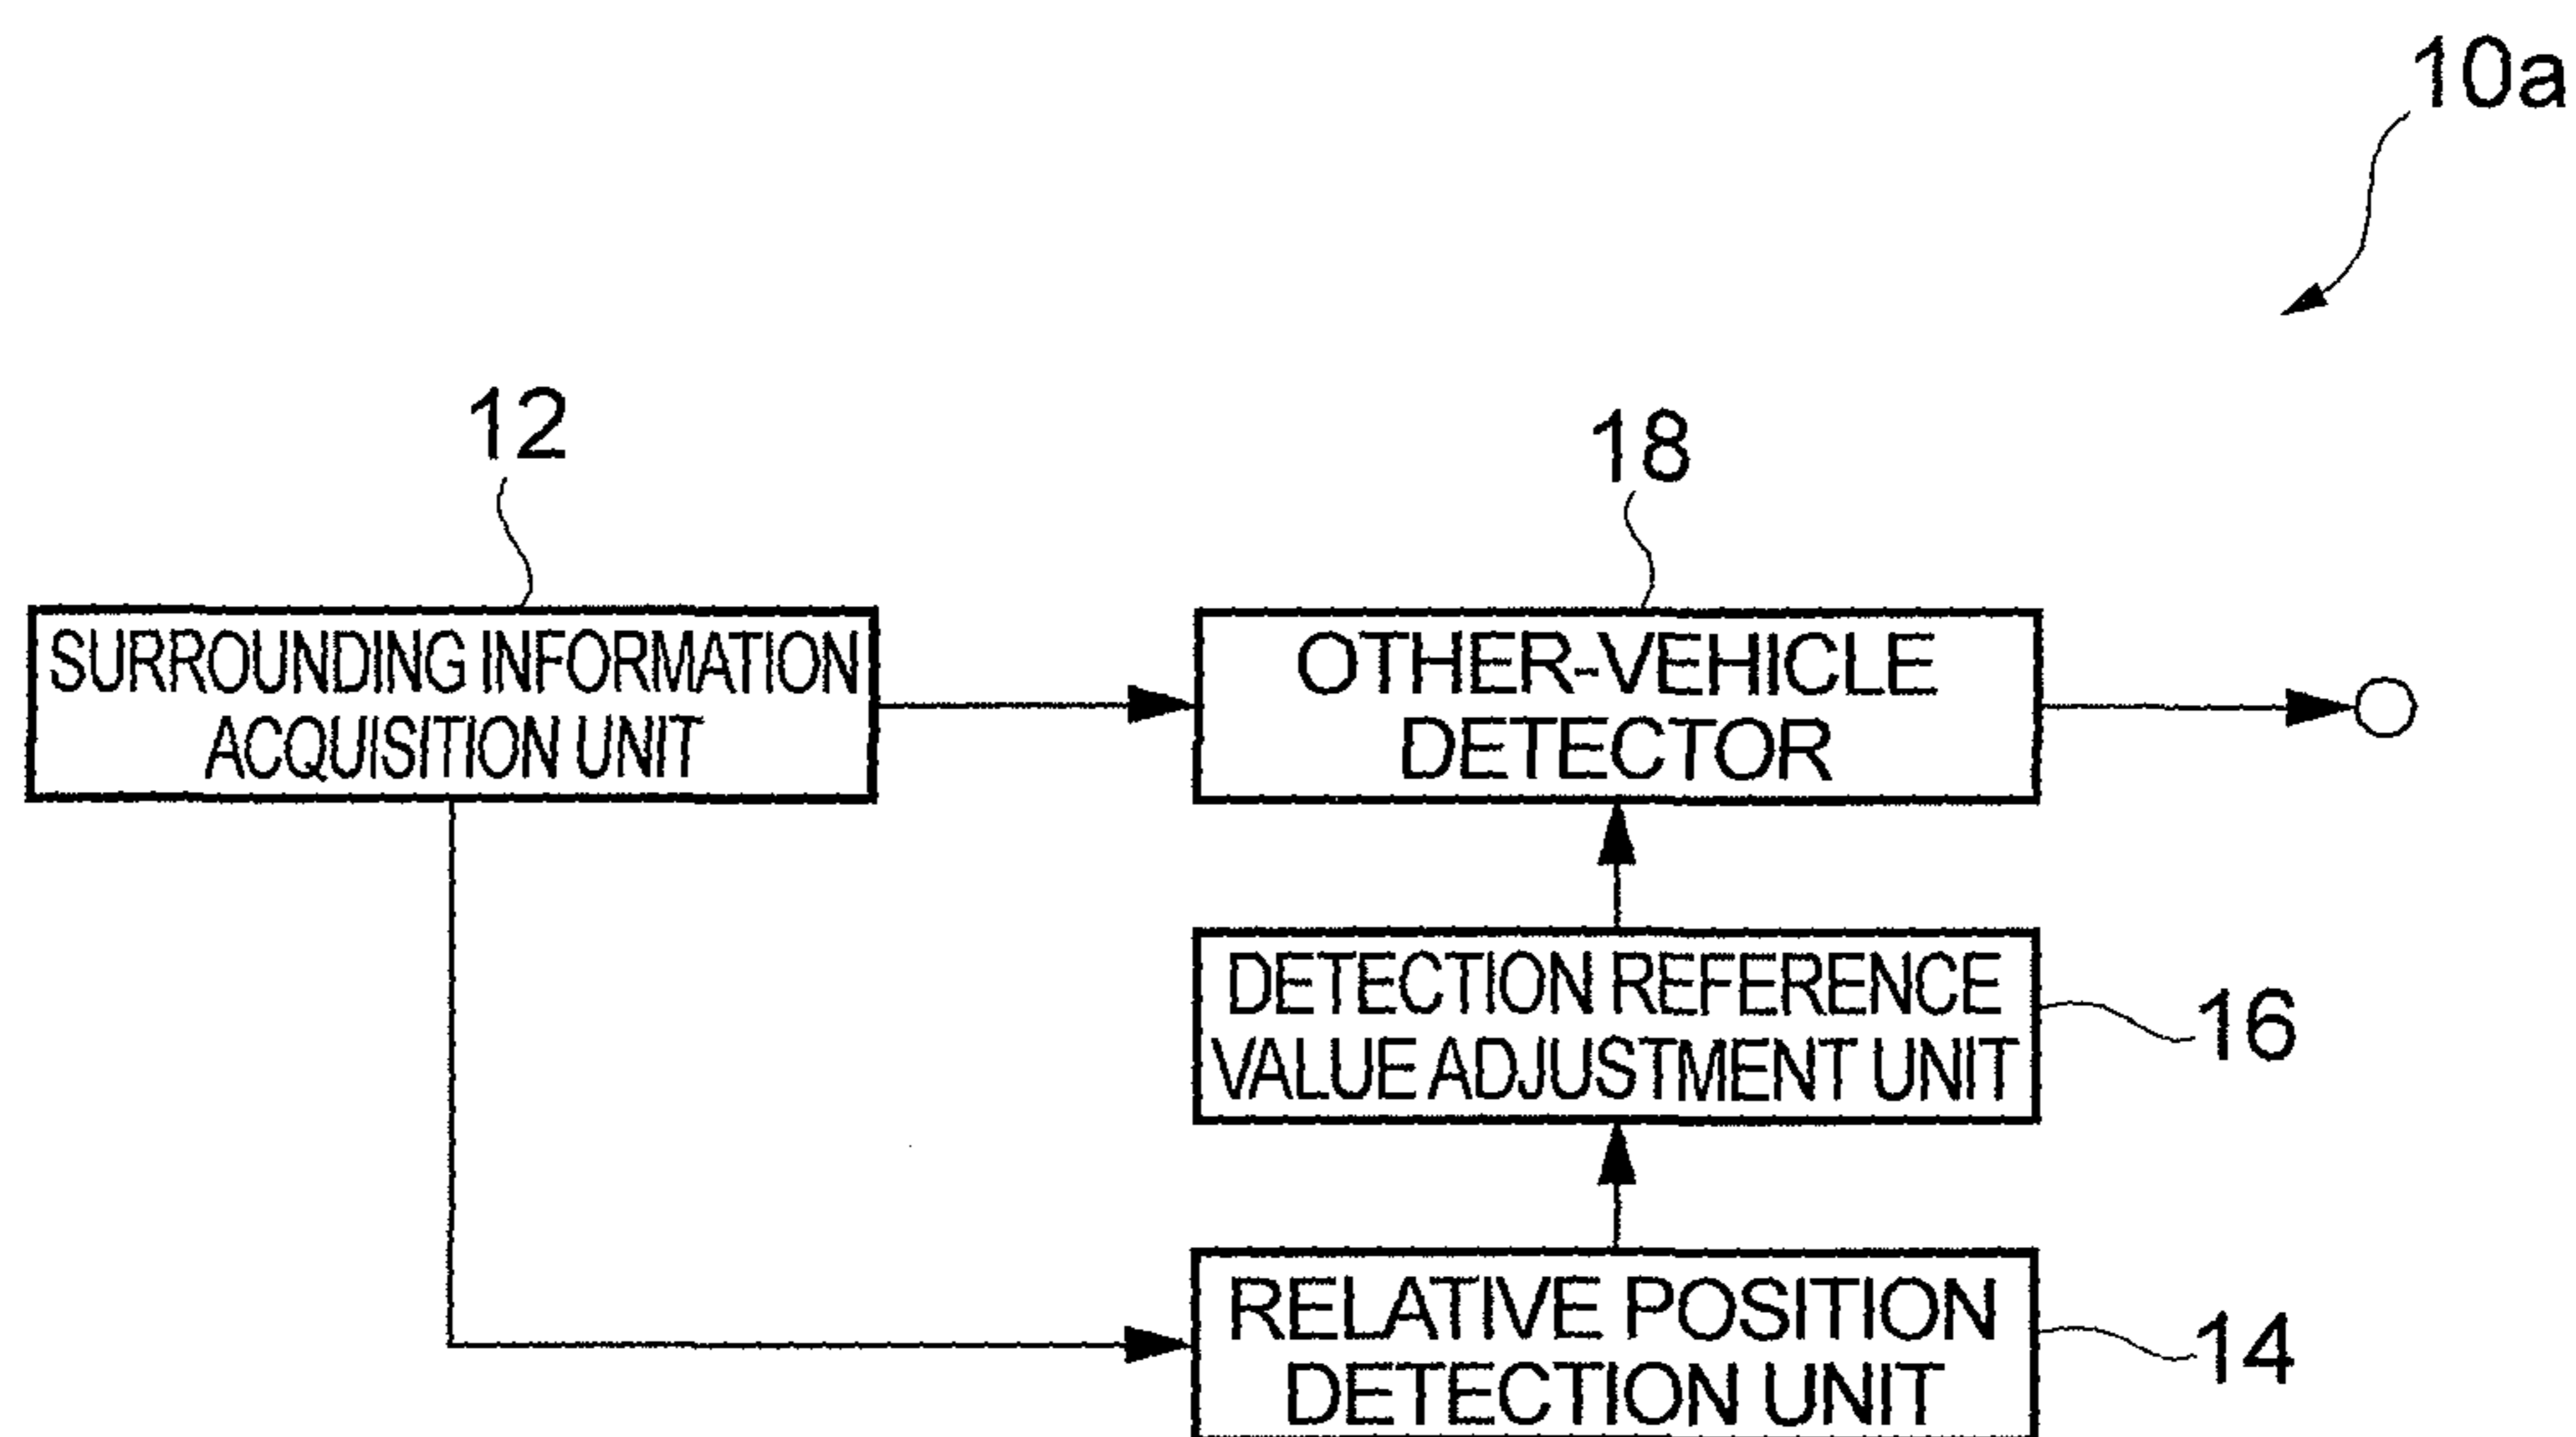 10a
12
18
SURROUNDING INFORMATION
ACQUISITION UNIT
OTHER-VEHICLE
DETECTOR
DETECTION REFERENCE
VALUE ADJUSTMENT UNIT
16
RELATIVE POSITION
DETECTION UNIT
14